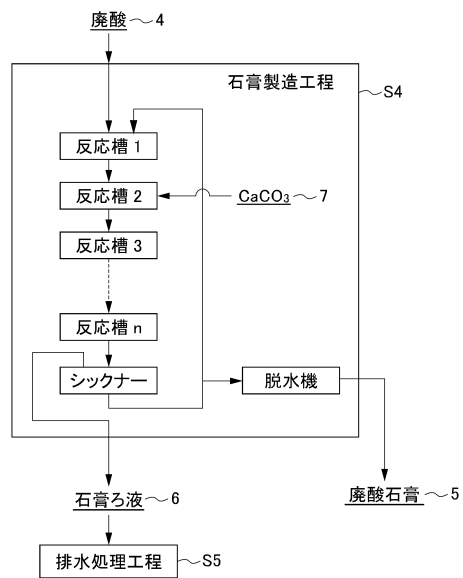 廃酸 4
石膏製造工程
S4
反応槽 1
反応槽 2
CaCO₃ 7
反応槽 3
反応槽 n
シックナー
脱水機
石膏ろ液 6
廃酸石膏 5
排水処理工程 S5